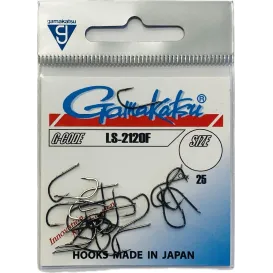 gamakatsu
Gamakatsu®
G-CODE LS-2120F SIZE
25
HOOKS MADE IN JAPAN